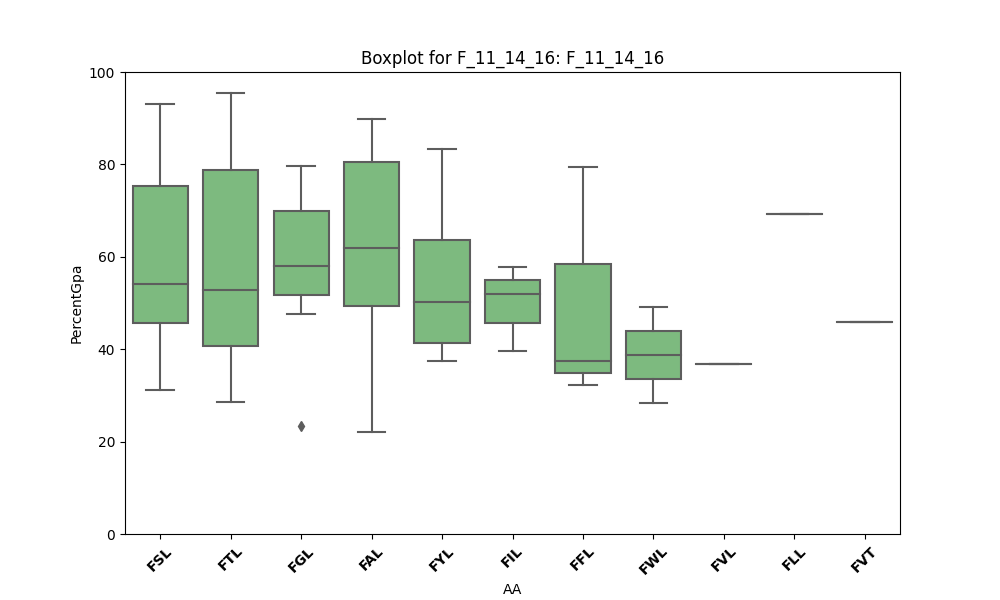 Boxplot for F_11_14_16: F_11_14_16
100
80
60
40
20
0
PercentGpa
FSL FTL FGL FAL FYL FIL FFL FWL FVL FLL FVT
AA